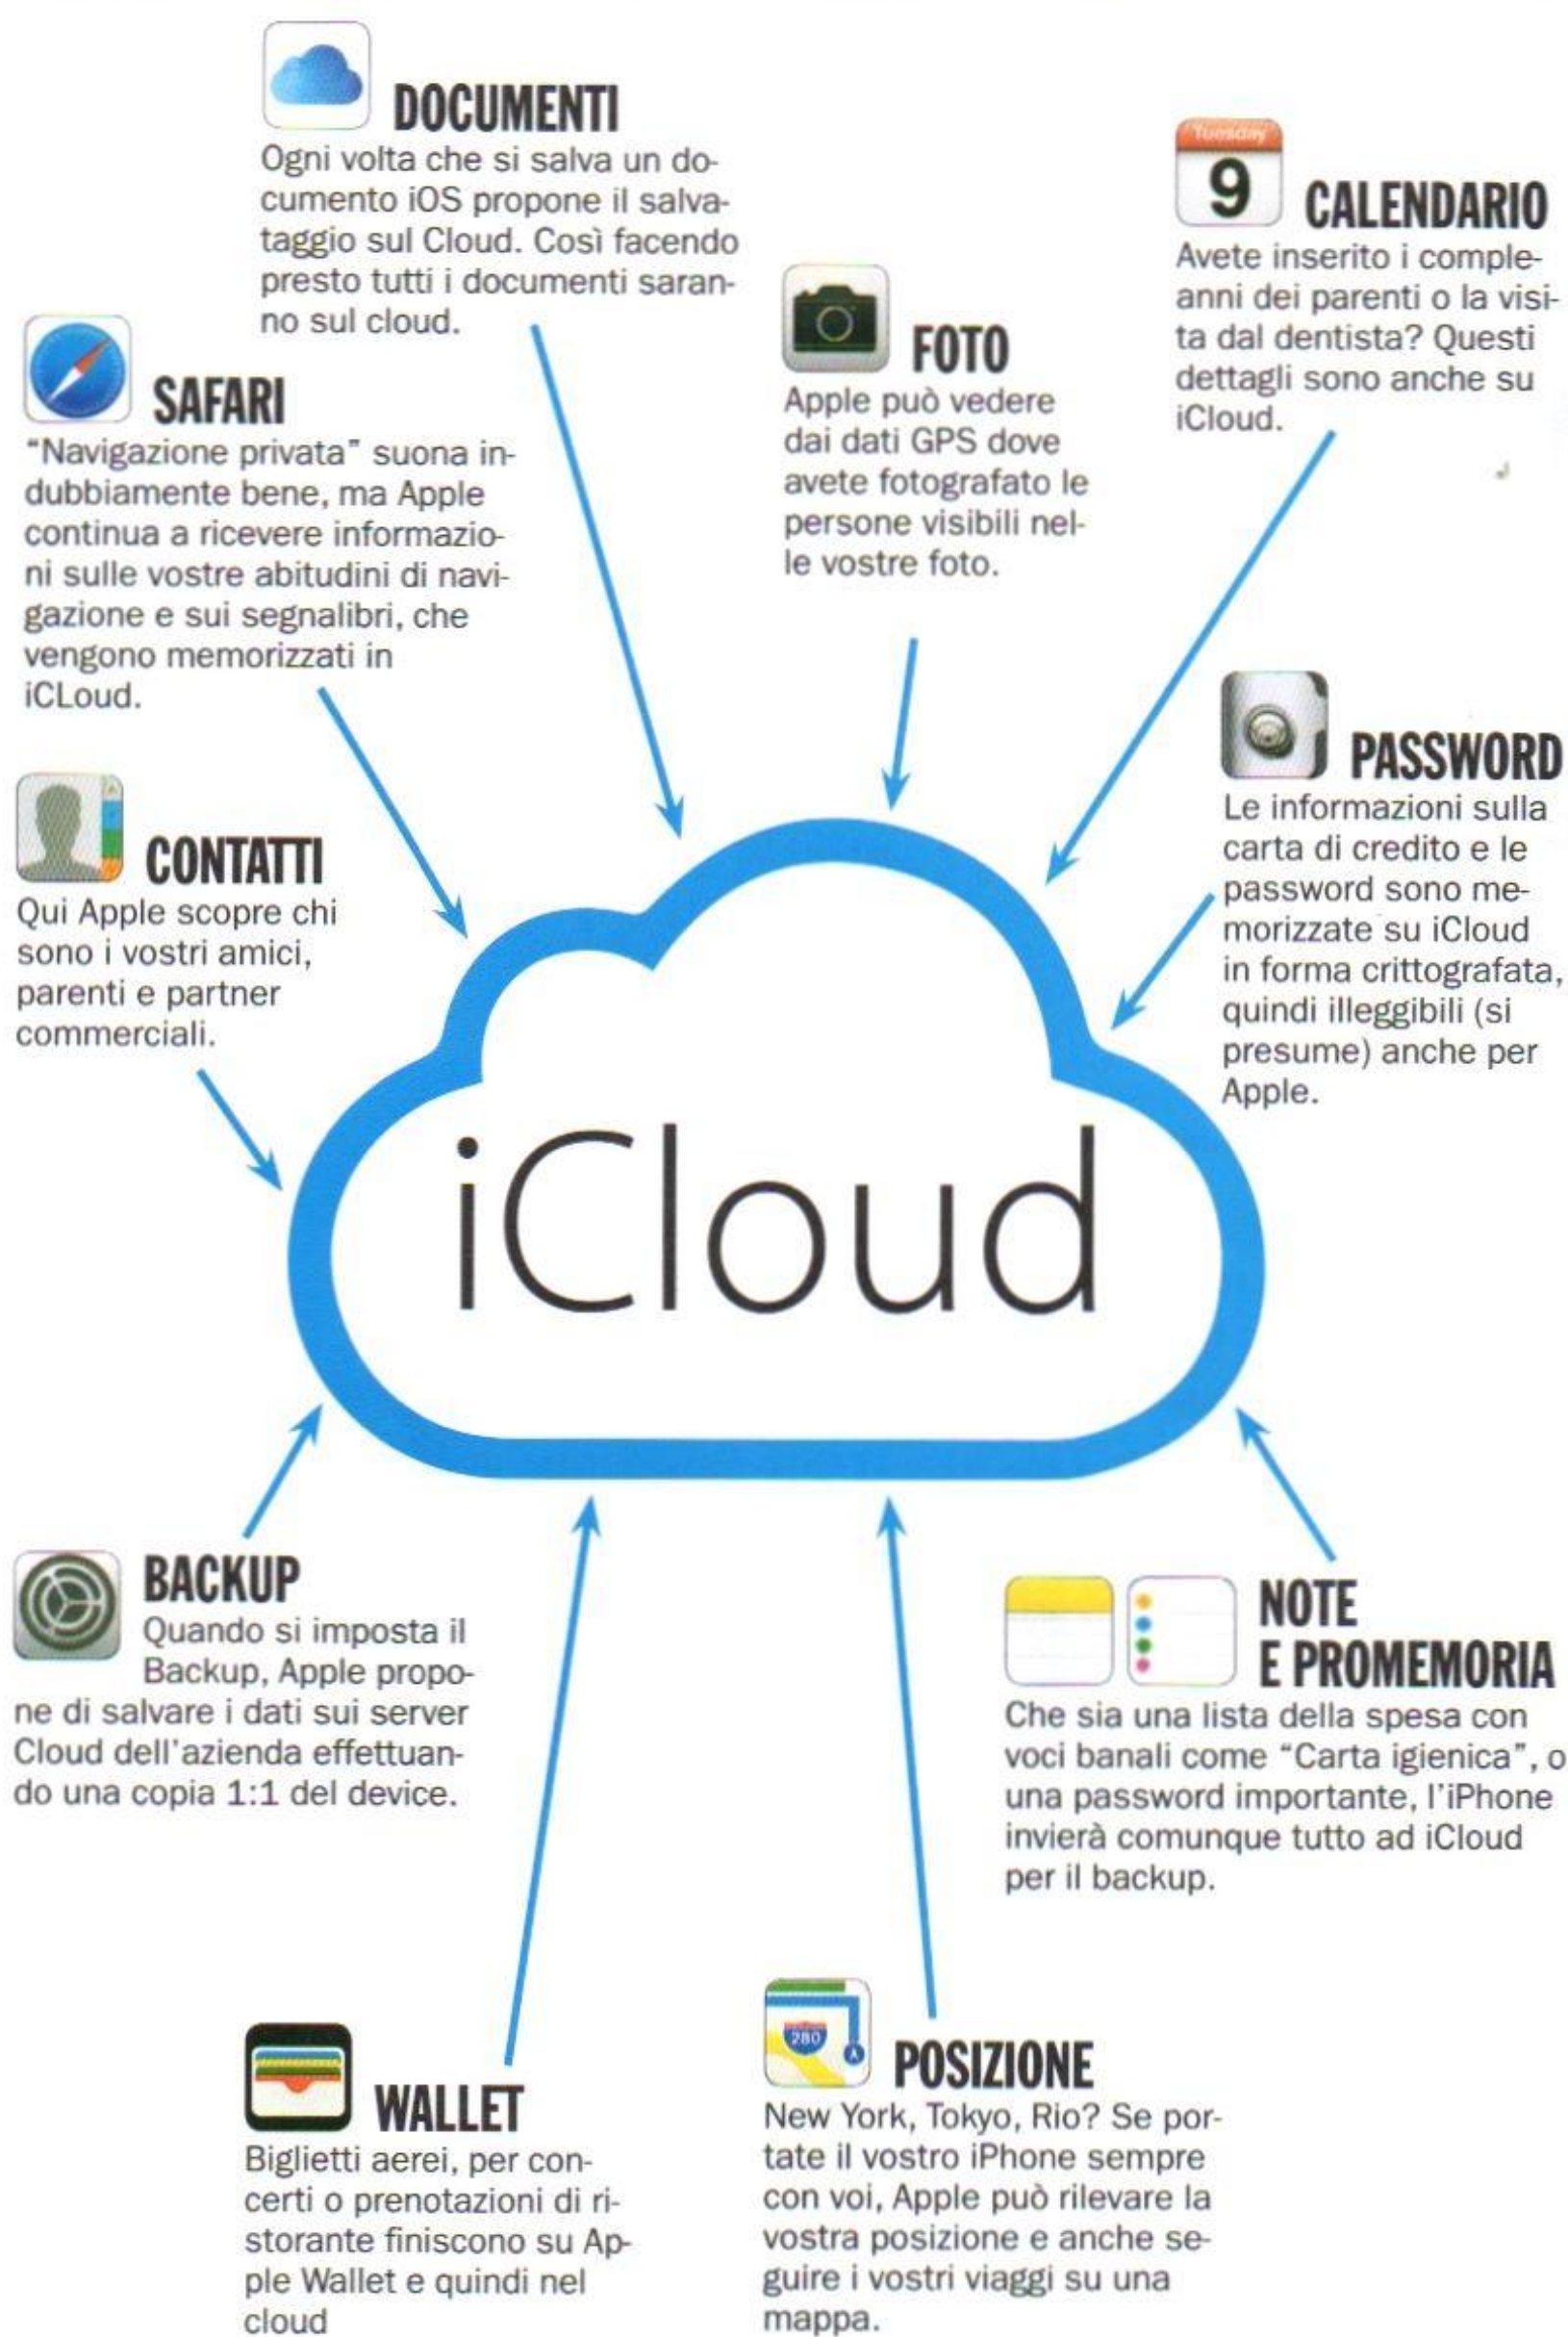 DOCUMENTI
Ogni volta che si salva un do-
cumento iOS propone il salva-
taggio sul Cloud. Così facendo
presto tutti i documenti saran-
no sul cloud.
Tuesday
9
CALENDARIO
Avete inserito i comple-
anni dei parenti o la visi-
ta dal dentista? Questi
dettagli sono anche su
iCloud.
FOTO
Apple può vedere
dai dati GPS dove
avete fotografato le
persone visibili nel-
le vostre foto.
SAFARI
"Navigazione privata" suona in-
dubbiamente bene, ma Apple
continua a ricevere informazio-
ni sulle vostre abitudini di navi-
gazione e sui segnalibri, che
vengono memorizzati in
iCLoud.
PASSWORD
Le informazioni sulla
carta di credito e le
password sono me-
morizzate su iCloud
in forma crittografata,
quindi illeggibili (si
presume) anche per
Apple.
CONTATTI
Qui Apple scopre chi
sono i vostri amici,
parenti e partner
commerciali.
iCloud
BACKUP
Quando si imposta il
Backup, Apple propo-
ne di salvare i dati sui server
Cloud dell'azienda effettuan-
do una copia 1:1 del device.
NOTE
E PROMEMORIA
Che sia una lista della spesa con
voci banali come "Carta igienica", o
una password importante, l'iPhone
invierà comunque tutto ad iCloud
per il backup.
WALLET
Biglietti aerei, per con-
certi o prenotazioni di ri-
storante finiscono su Ap-
ple Wallet e quindi nel
cloud
280
A
POSIZIONE
New York, Tokyo, Rio? Se por-
tate il vostro iPhone sempre
con voi, Apple può rilevare la
vostra posizione e anche se-
guire i vostri viaggi su una
mappa.